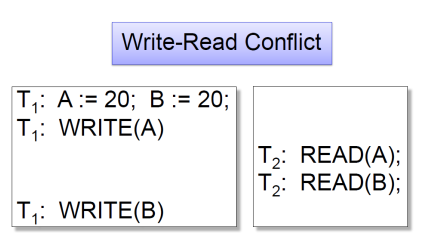 Write-Read Conflict
T1: A := 20; B := 20;
T1: WRITE(A)
T2: READ(A);
T2: READ(B);
T1: WRITE(B)